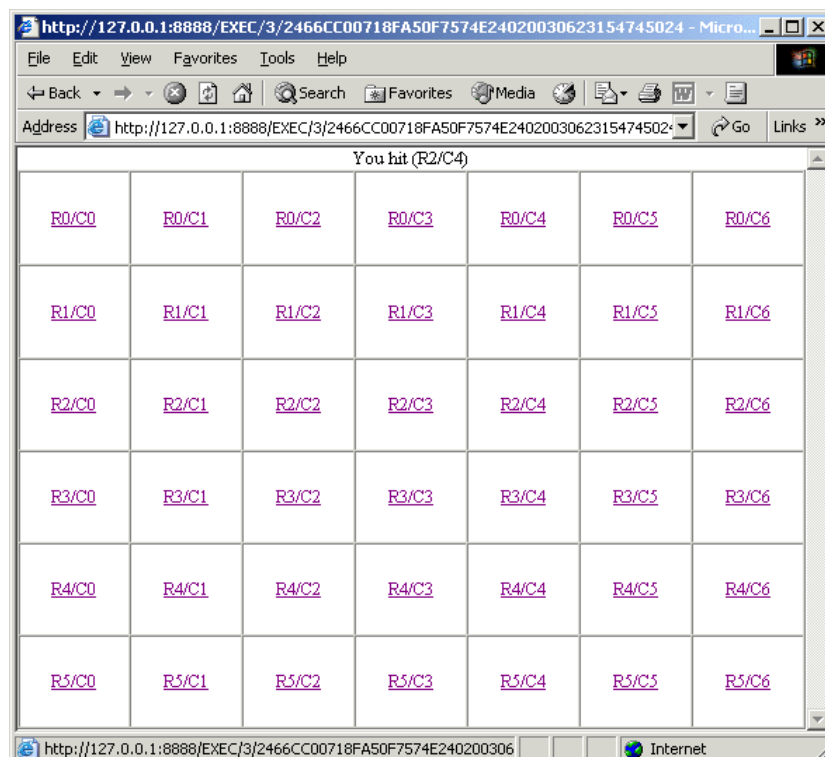 http://127.0.0.1:8888/EXEC/3/2466CC00718FA50F7574E24020030623154745024 - Micro...
File Edit View Favorites Tools Help
Back Search Favorites Media
Address http://127.0.0.1:8888/EXEC/3/2466CC00718FA50F7574E24020030623154745024 Go Links »
You hit (R2/C4)
R0/C0 R0/C1 R0/C2 R0/C3 R0/C4 R0/C5 R0/C6
R1/C0 R1/C1 R1/C2 R1/C3 R1/C4 R1/C5 R1/C6
R2/C0 R2/C1 R2/C2 R2/C3 R2/C4 R2/C5 R2/C6
R3/C0 R3/C1 R3/C2 R3/C3 R3/C4 R3/C5 R3/C6
R4/C0 R4/C1 R4/C2 R4/C3 R4/C4 R4/C5 R4/C6
R5/C0 R5/C1 R5/C2 R5/C3 R5/C4 R5/C5 R5/C6
http://127.0.0.1:8888/EXEC/3/2466CC00718FA50F7574E240200306 Internet